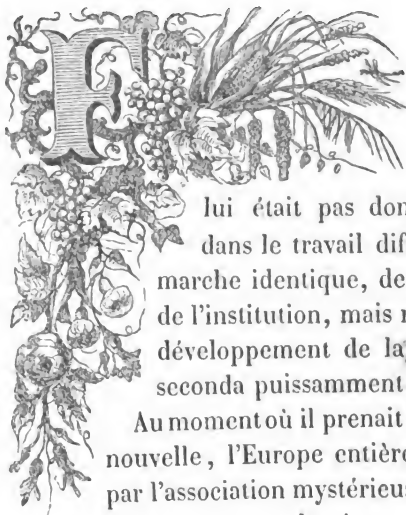 F
lui était pas don
dans le travail dif
marche identique, de
de l'institution, mais
développement de la
seconda puissamment
Au moment où il prenait
nouvelle, l'Europe entière
par l'association mystérieus